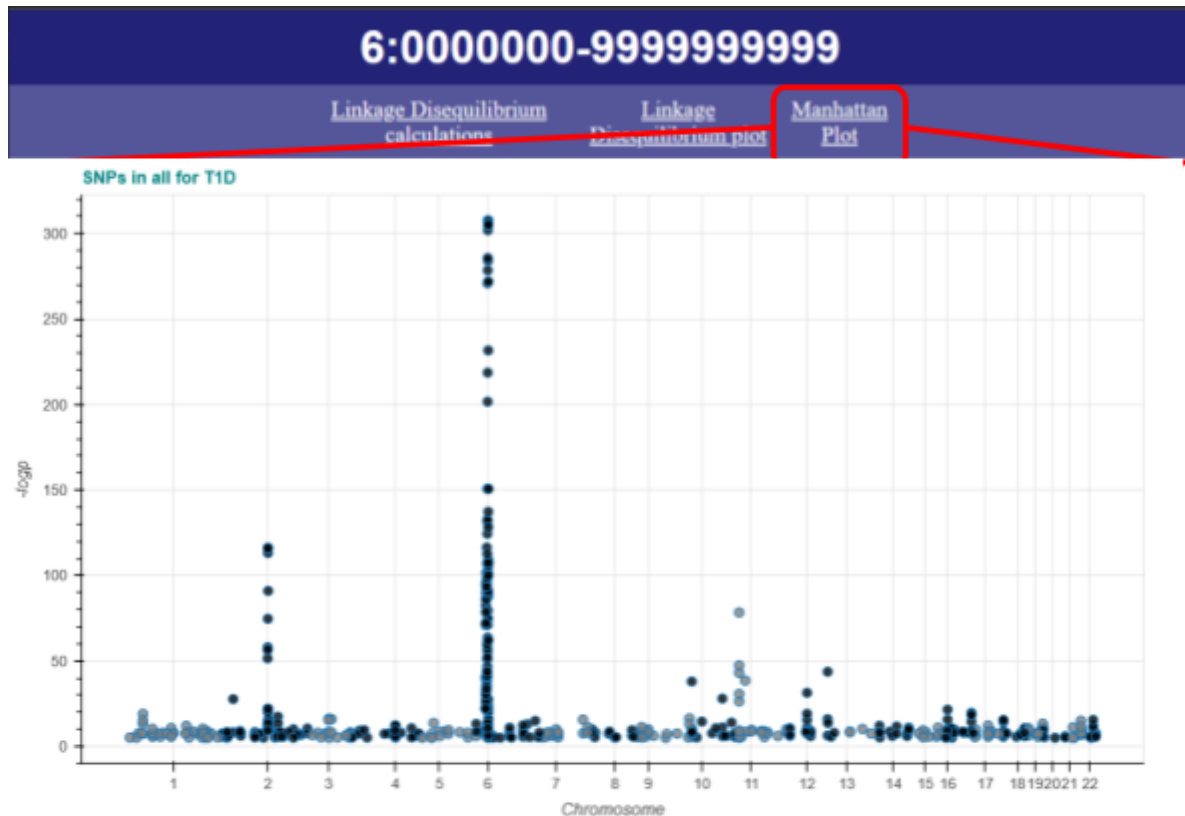 6:0000000-9999999999
Linkage Disequilibrium
calculations
Linkage
Disequilibrium plot
Manhattan
Plot
SNPs in all for T1D
300
250
200
150
100
50
0
-logp
1 2 3 4 5 6 7 8 9 10 11 12 13 14 15 16 17 18 19 20 21 22
Chromosome